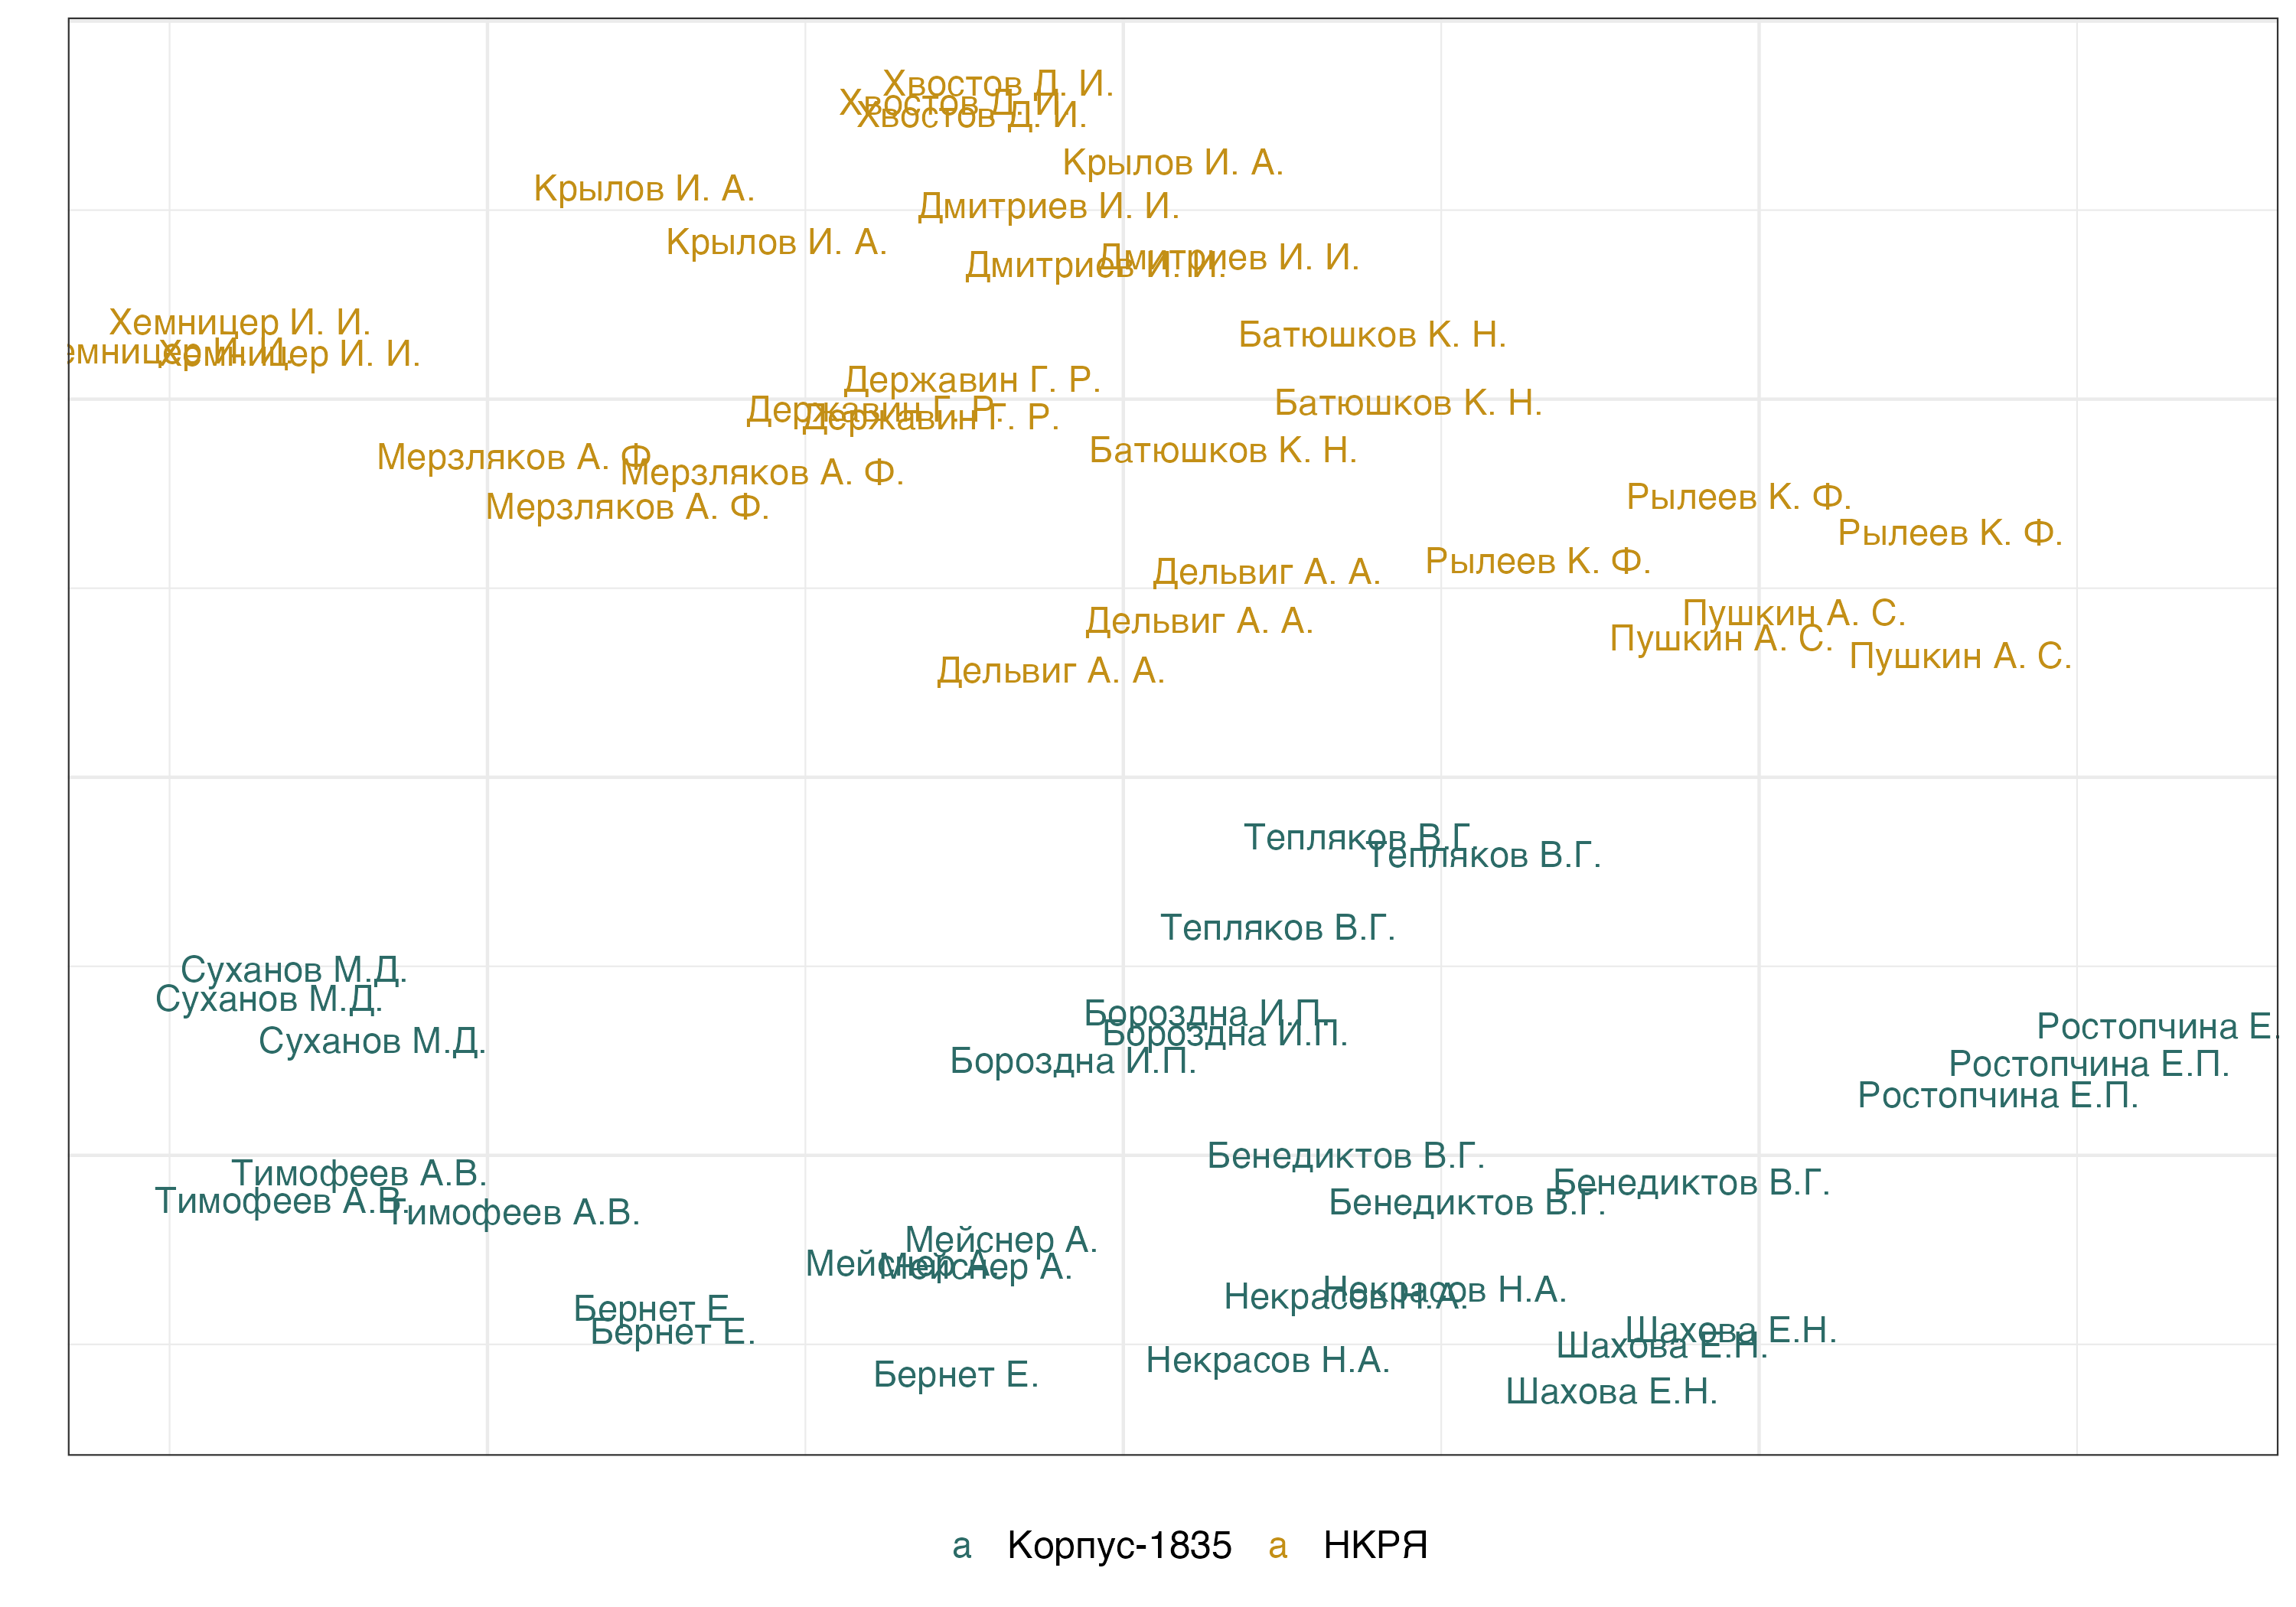 Хвостов Д. И.
Хвостов Д. И.
Хвостов Д. И.
Крылов И. А.
Крылов И. А.
Дмитриев И. И.
Крылов И. А.
Дмитриев И. И.
Дмитриев И. И.
Хемницер И. И.
Батюшков К. Н.
емницер И. И.
Хемницер И. И.
Державин Г. Р.
Батюшков К. Н.
Державин Г. Р.
Державин Г. Р.
Батюшков К. Н.
Мерзляков А. Ф.
Мерзляков А. Ф.
Рылеев К. Ф.
Мерзляков А. Ф.
Рылеев К. Ф.
Рылеев К. Ф.
Дельвиг А. А.
Пушкин А. С.
Дельвиг А. А.
Пушкин А. С.
Пушкин А. С.
Дельвиг А. А.
Тепляков В.Г.
Тепляков В.Г.
Тепляков В.Г.
Суханов М.Д.
Суханов М.Д.
Бороздна И.П.
Ростопчина Е.
Бороздна И.П.
Суханов М.Д.
Бороздна И.П.
Ростопчина Е.П.
Ростопчина Е.П.
Бенедиктов В.Г.
Тимофеев А.В.
Бенедиктов В.Г.
Тимофеев А.В.
Бенедиктов В.Г.
Тимофеев А.В.
Мейснер А.
Мейснер А.
Мейснер А.
Некрасов Н.А.
Некрасов Н.А.
Бернет Е.
Шахова Е.Н.
Бернет Е.
Шахова Е.Н.
Некрасов Н.А.
Бернет Е.
Шахова Е.Н.
а Корпус-1835 а НКРЯ